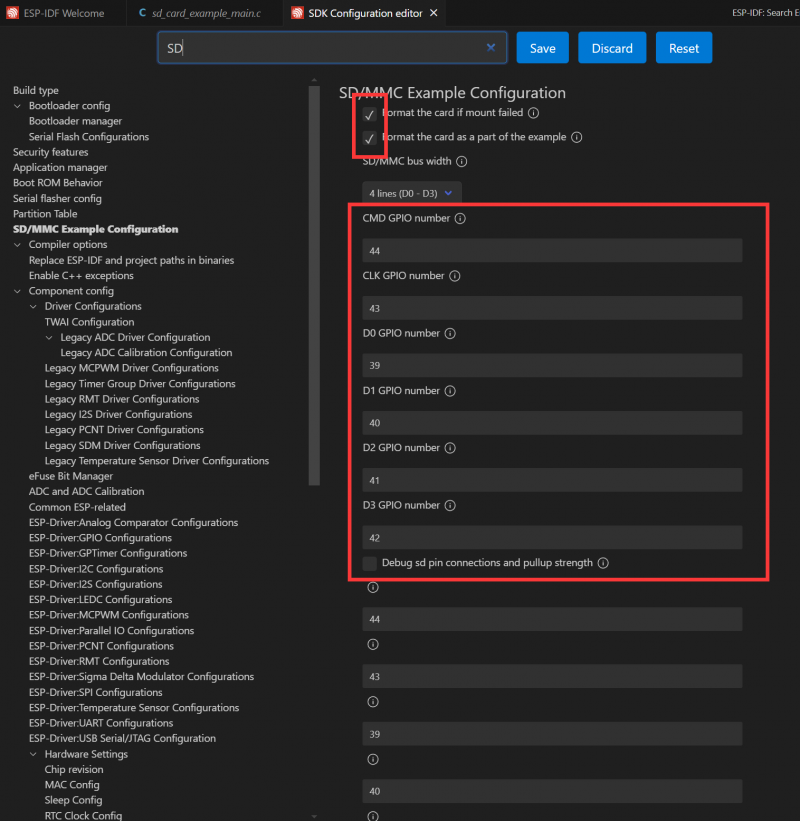 ESP-IDF Welcome
C sd_card_example_main.c
SDK Configuration editor
ESP-IDF: Search E
SD
Save
Discard
Reset
Build type
Bootloader config
Bootloader manager
Serial Flash Configurations
Security features
Application manager
Boot ROM Behavior
Serial flasher config
Partition Table
SD/MMC Example Configuration
Compiler options
Replace ESP-IDF and project paths in binaries
Enable C++ exceptions
Component config
Driver Configurations
TWAI Configuration
Legacy ADC Driver Configuration
Legacy ADC Calibration Configuration
Legacy MCPWM Driver Configurations
Legacy Timer Group Driver Configurations
Legacy RMT Driver Configurations
Legacy I2S Driver Configurations
Legacy PCNT Driver Configurations
Legacy SDM Driver Configurations
Legacy Temperature Sensor Driver Configurations
eFuse Bit Manager
ADC and ADC Calibration
Common ESP-related
ESP-Driver:Analog Comparator Configurations
ESP-Driver:GPIO Configurations
ESP-Driver:GPTimer Configurations
ESP-Driver:I2C Configurations
ESP-Driver:I2S Configurations
ESP-Driver:LEDC Configurations
ESP-Driver:MCPWM Configurations
ESP-Driver:Parallel IO Configurations
ESP-Driver:PCNT Configurations
ESP-Driver:RMT Configurations
ESP-Driver:Sigma Delta Modulator Configurations
ESP-Driver:SPI Configurations
ESP-Driver:Temperature Sensor Configurations
ESP-Driver:UART Configurations
ESP-Driver:USB Serial/JTAG Configuration
Hardware Settings
Chip revision
MAC Config
Sleep Config
RTC Clock Config
SD/MMC Example Configuration
Format the card if mount failed
Format the card as a part of the example
SD/MMC bus width
4 lines (D0 - D3)
CMD GPIO number
44
CLK GPIO number
43
D0 GPIO number
39
D1 GPIO number
40
D2 GPIO number
41
D3 GPIO number
42
Debug sd pin connections and pullup strength
44
43
39
40